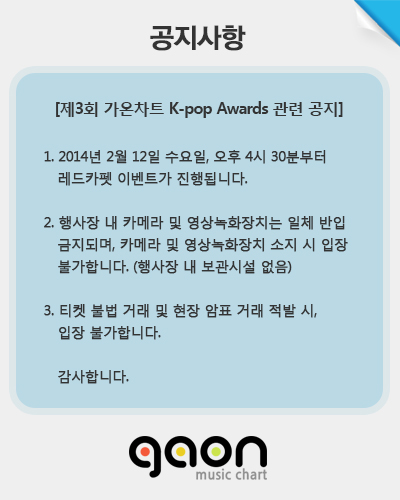 공지사항
[제3회 가온차트 K-pop Awards 관련 공지]
1. 2014년 2월 12일 수요일, 오후 4시 30분부터
레드카펫 이벤트가 진행됩니다.
2. 행사장 내 카메라 및 영상녹화장치는 일체 반입
금지되며, 카메라 및 영상녹화장치 소지 시 입장
불가합니다. (행사장 내 보관시설 없음)
3. 티켓 불법 거래 및 현장 암표 거래 적발 시,
입장 불가합니다.
감사합니다.
gaon
music chart